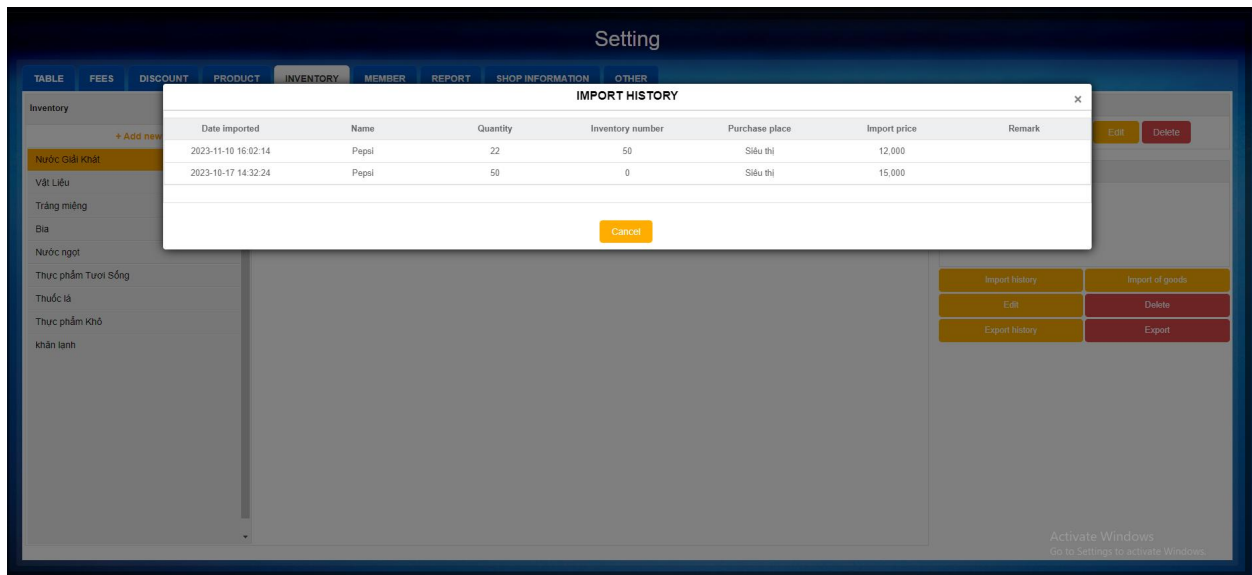 Setting
TABLE FEES DISCOUNT PRODUCT INVENTORY MEMBER REPORT SHOP INFORMATION OTHER
IMPORT HISTORY ×
Inventory
Date imported Name Quantity Inventory number Purchase place Import price Remark
+ Add new
Edit Delete
2023-11-10 16:02:14 Pepsi 22 50 Siêu thị 12,000
Nước Giải Khát
2023-10-17 14:32:24 Pepsi 50 0 Siêu thị 15,000
Vật Liệu
Tráng miệng
Bia
Cancel
Nước ngọt
Thực phẩm Tươi Sống
Import history Import of goods
Thuốc lá
Edit Delete
Thực phẩm Khô
Export history Export
khăn lạnh
Activate Windows
Go to Settings to activate Windows.